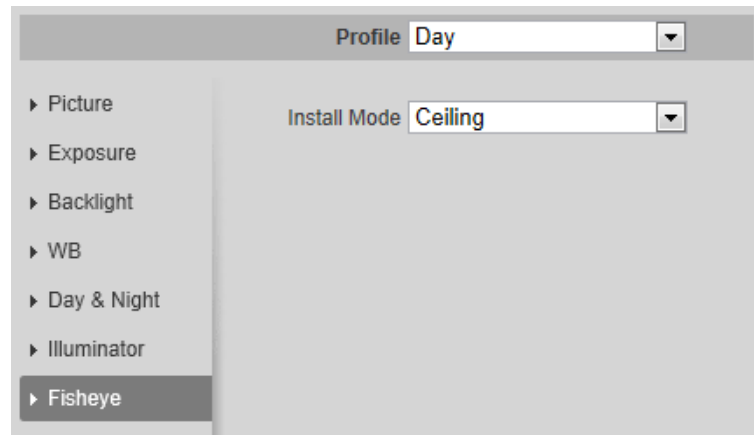 Profile Day
Picture
Install Mode Ceiling
Exposure
Backlight
WB
Day & Night
Illuminator
Fisheye